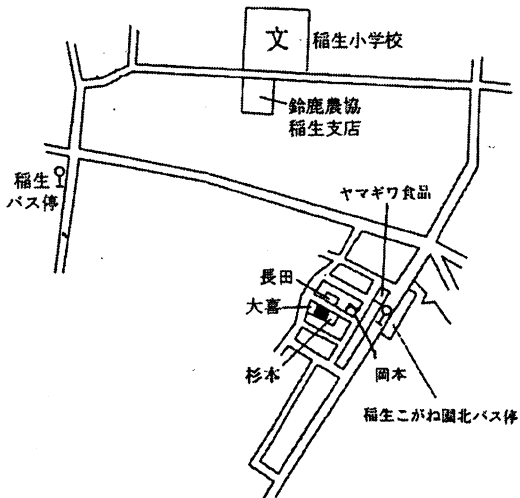 文
稲生小学校
鈴鹿農協
稲生支店
稲生
バス停
ヤマギワ食品
長田
大喜
杉本
岡本
稲生こがね園北バス停